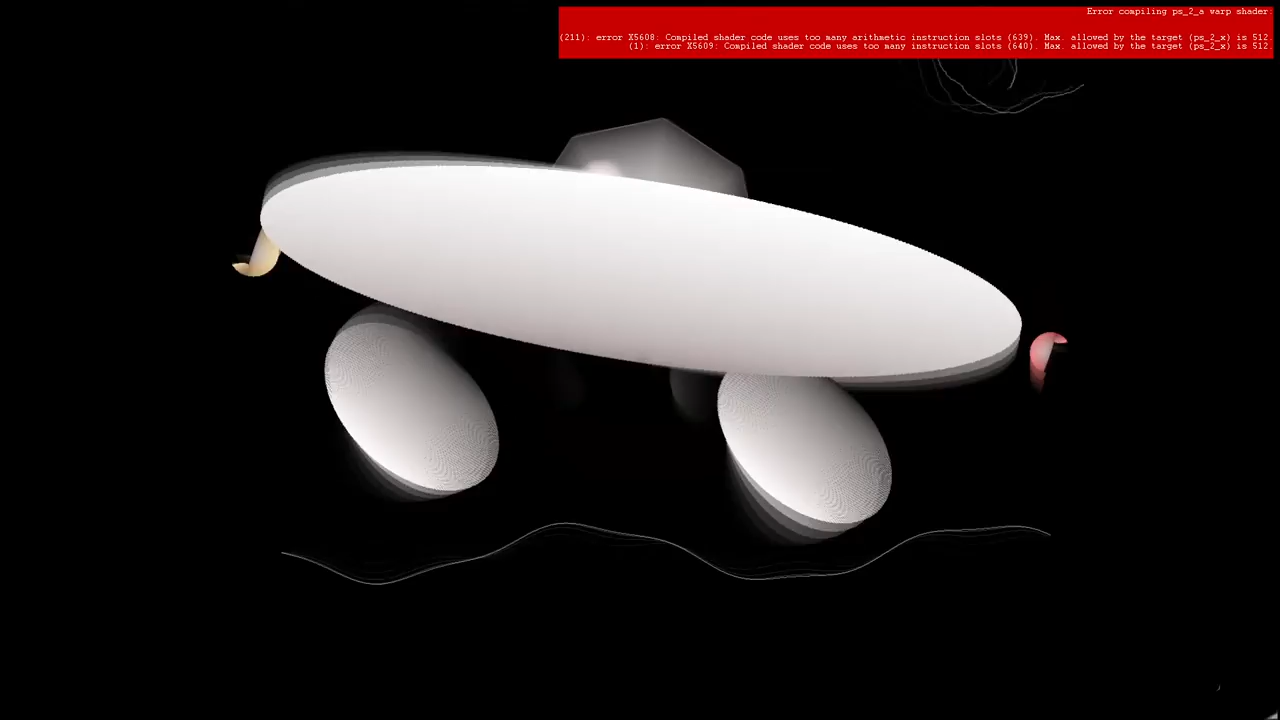 Error compiling ps_2_a warp shader:
(211): error X5608: Compiled shader code uses too many arithmetic instruction slots (639). Max. allowed by the target (ps_2_x) is 512.
(1): error X5609: Compiled shader code uses too many instruction slots (640). Max. allowed by the target (ps_2_x) is 512.